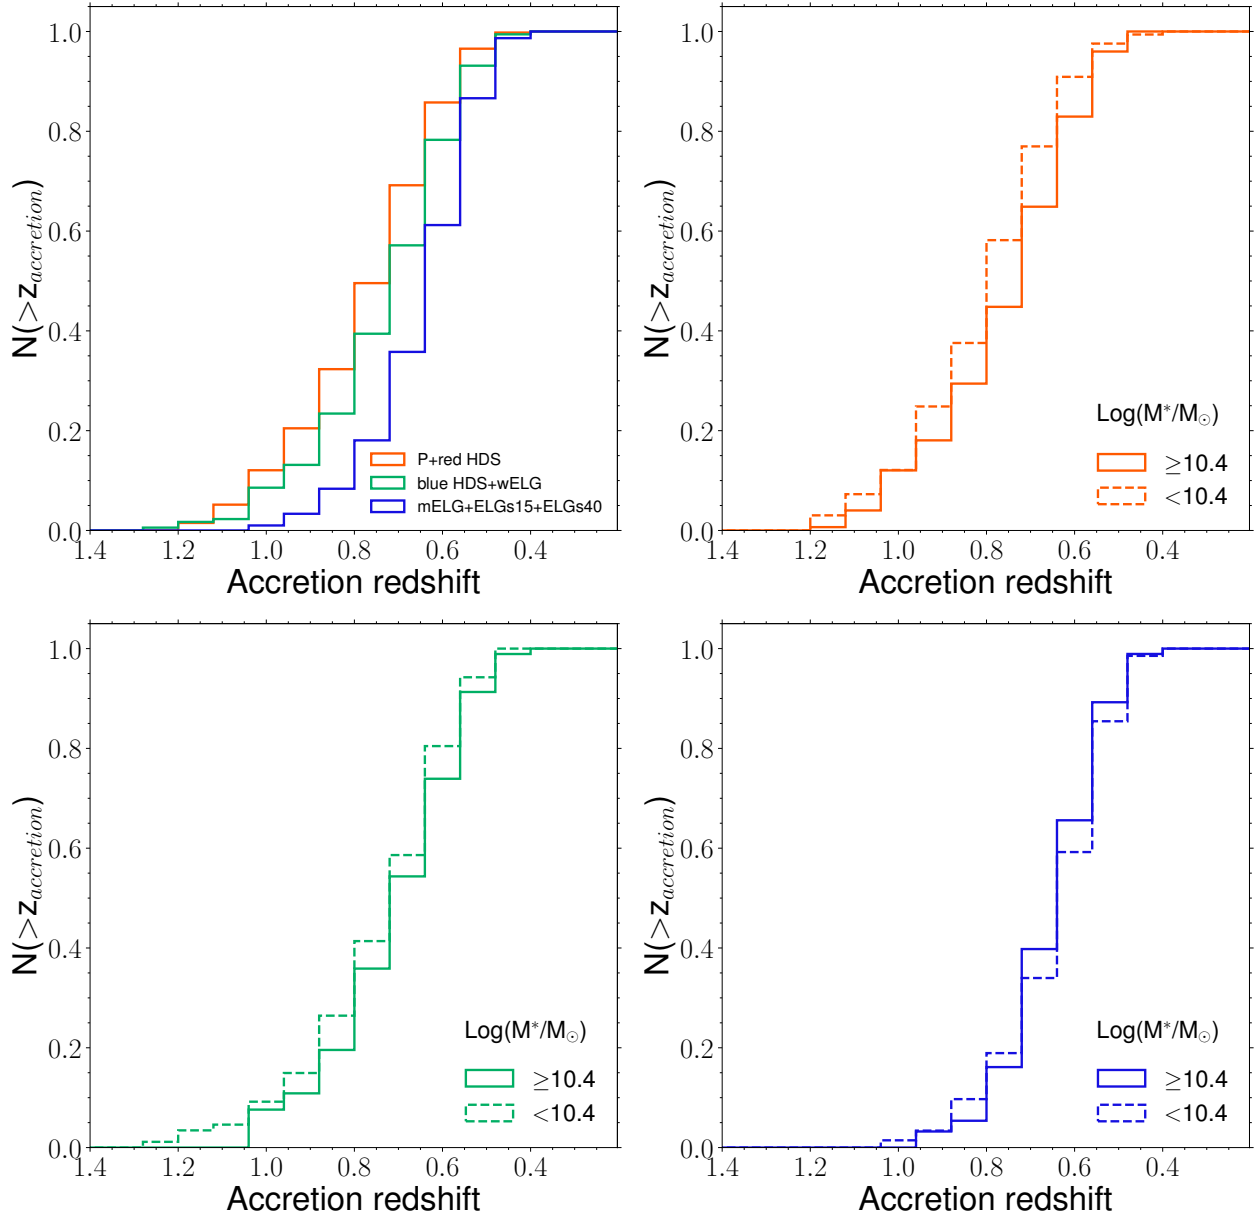 1.0
0.8
0.6
0.4
0.2
0.0
N(>z_accretion)
1.4 1.2 1.0 0.8 0.6 0.4
Accretion redshift
P+red HDS
blue HDS+wELG
mELG+ELGs15+ELGs40
1.0
0.8
0.6
0.4
0.2
0.0
N(>z_accretion)
1.4 1.2 1.0 0.8 0.6 0.4
Accretion redshift
Log(M*/M☉)
≥10.4
<10.4
1.0
0.8
0.6
0.4
0.2
0.0
N(>z_accretion)
1.4 1.2 1.0 0.8 0.6 0.4
Accretion redshift
Log(M*/M☉)
≥10.4
<10.4
1.0
0.8
0.6
0.4
0.2
0.0
N(>z_accretion)
1.4 1.2 1.0 0.8 0.6 0.4
Accretion redshift
Log(M*/M☉)
≥10.4
<10.4